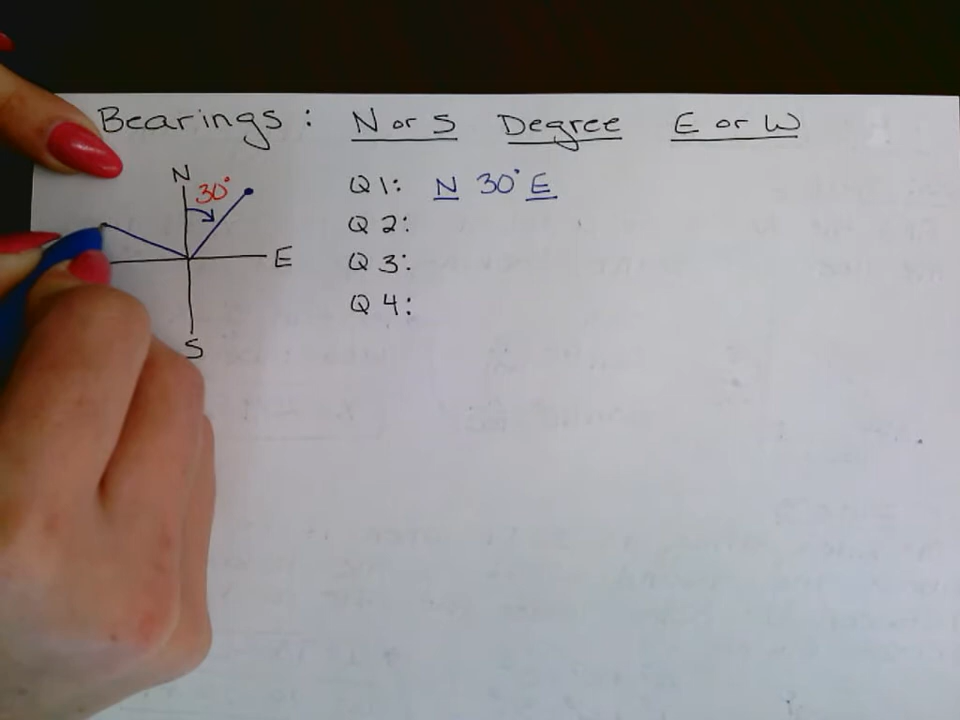 Bearings: N or S Degree E or W
N
30°
E
S
Q1: N 30° E
Q2:
Q3:
Q4: